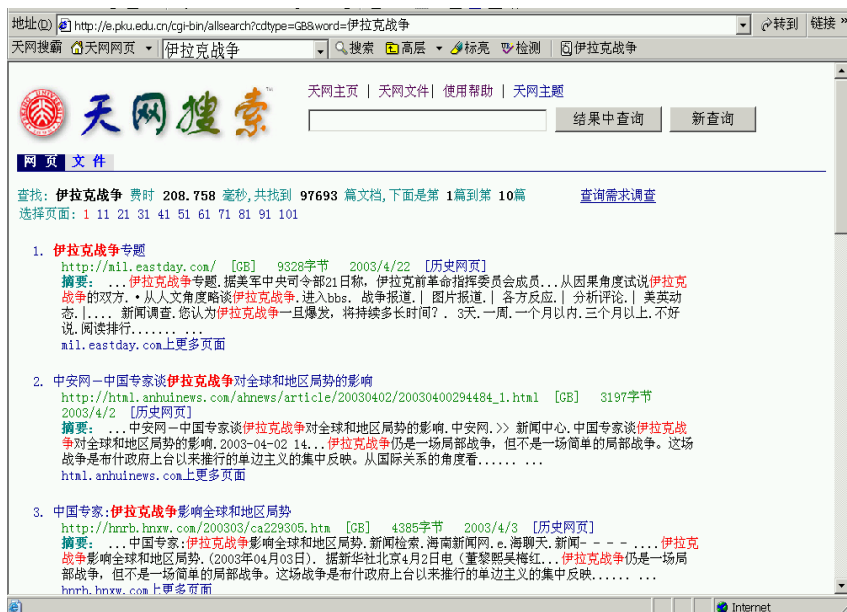 地址(D) http://e.pku.edu.cn/cgi-bin/allsearch?cdtype=GB&word=伊拉克战争 转到 链接 »
天网搜霸 天网网页 伊拉克战争 搜索 高层 标亮 检测 伊拉克战争
天网主页 | 天网文件| 使用帮助 | 天网主题
天网搜索 结果中查询 新查询
网 页 文 件
查找: 伊拉克战争 费时 208.758 毫秒,共找到 97693 篇文档,下面是第 1篇到第 10篇 查询需求调查
选择页面: 1 11 21 31 41 51 61 71 81 91 101
1. 伊拉克战争专题
http://mil.eastday.com/ [GB] 9328字节 2003/4/22 [历史网页]
摘要: ...伊拉克战争专题.据美军中央司令部21日称，伊拉克前革命指挥委员会成员...从因果角度试说伊拉克
战争的双方.•从人文角度略谈伊拉克战争.进入bbs. 战争报道.| 图片报道.| 各方反应.| 分析评论.| 美英动
态.|.... 新闻调查.您认为伊拉克战争一旦爆发，将持续多长时间？. 3天.一周.一个月以内.三个月以上.不好
说.阅读排行....... ...
mil.eastday.com上更多页面
2. 中安网－中国专家谈伊拉克战争对全球和地区局势的影响
http://html.anhuinews.com/ahnews/article/20030402/20030400294484_1.html [GB] 3197字节
2003/4/2 [历史网页]
摘要: ...中安网－中国专家谈伊拉克战争对全球和地区局势的影响.中安网.>> 新闻中心.中国专家谈伊拉克战
争对全球和地区局势的影响.2003-04-02 14...伊拉克战争仍是一场局部战争，但不是一场简单的局部战争。这场
战争是布什政府上台以来推行的单边主义的集中反映。从国际关系的角度看...... ...
html.anhuinews.com上更多页面
3. 中国专家:伊拉克战争影响全球和地区局势
http://hnrb.hnxw.com/200303/ca229305.htm [GB] 4385字节 2003/4/3 [历史网页]
摘要: ...中国专家:伊拉克战争影响全球和地区局势.新闻检索.海南新闻网.e.海聊天.新闻- - - - ....伊拉克
战争影响全球和地区局势.(2003年04月03日). 据新华社北京4月2日电（董黎熙吴梅红...伊拉克战争仍是一场局
部战争，但不是一场简单的局部战争。这场战争是布什政府上台以来推行的单边主义的集中反映...... ...
hnrb.hnxw.com上更多页面
Internet